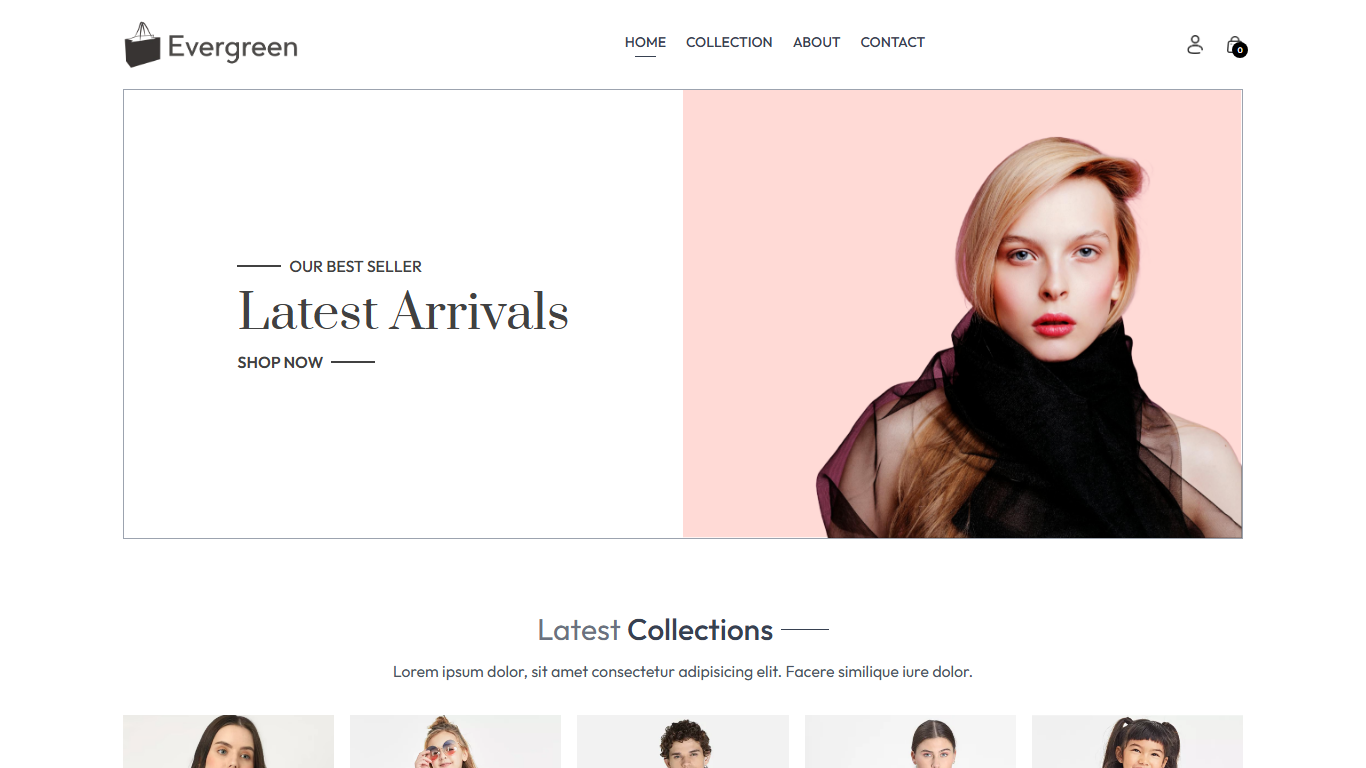 Evergreen
HOME COLLECTION ABOUT CONTACT
0
OUR BEST SELLER
Latest Arrivals
SHOP NOW
Latest Collections
Lorem ipsum dolor, sit amet consectetur adipisicing elit. Facere similique iure dolor.